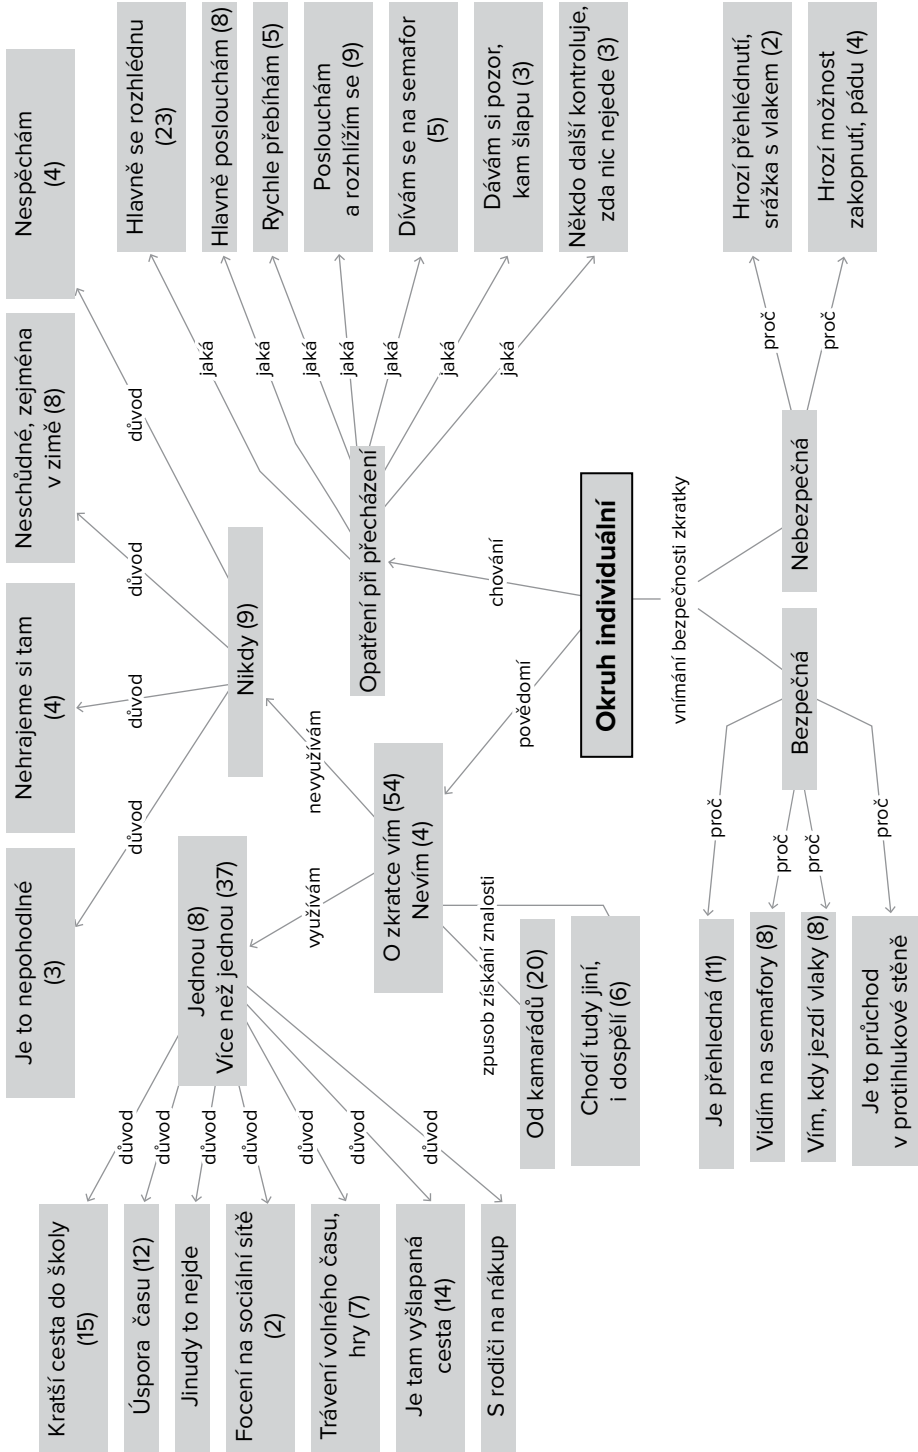 Kratší cesta do školy
(15)
Úspora času (12)
Jinudy to nejde
Focení na sociální sítě
(2)
Trávení volného času,
hry (7)
Je tam vyšlapaná
cesta (14)
S rodiči na nákup
důvod
důvod
důvod
důvod
důvod
důvod
důvod
Je to nepohodlné
(3)
Nehrajeme si tam
(4)
Neschůdné, zejména
v zimě (8)
Nespěchám
(4)
důvod
důvod
důvod
důvod
Jednou (8)
Více než jednou (37)
Nikdy (9)
využívám
nevyužívám
O zkratce vím (54)
Nevím (4)
zpusob získání znalosti
Od kamarádů (20)
Chodí tudy jiní,
i dospělí (6)
povědomí
chování
Okruh individuální
Opatření při přecházení
jaká
jaká
jaká
jaká
jaká
jaká
jaká
Hlavně se rozhlédnu
(23)
Hlavně poslouchám (8)
Rychle přebíhám (5)
Poslouchám
a rozhlížím se (9)
Dívám se na semafor
(5)
Dávám si pozor,
kam šlapu (3)
Někdo další kontroluje,
zda nic nejede (3)
vnímání bezpečnosti zkratky
Bezpečná
Nebezpečná
proč
proč
proč
proč
Je přehledná (11)
Vidím na semafory (8)
Vím, kdy jezdí vlaky (8)
Je to průchod
v protihlukové stěně
proč
proč
Hrozí přehlédnutí,
srážka s vlakem (2)
Hrozí možnost
zakopnutí, pádu (4)